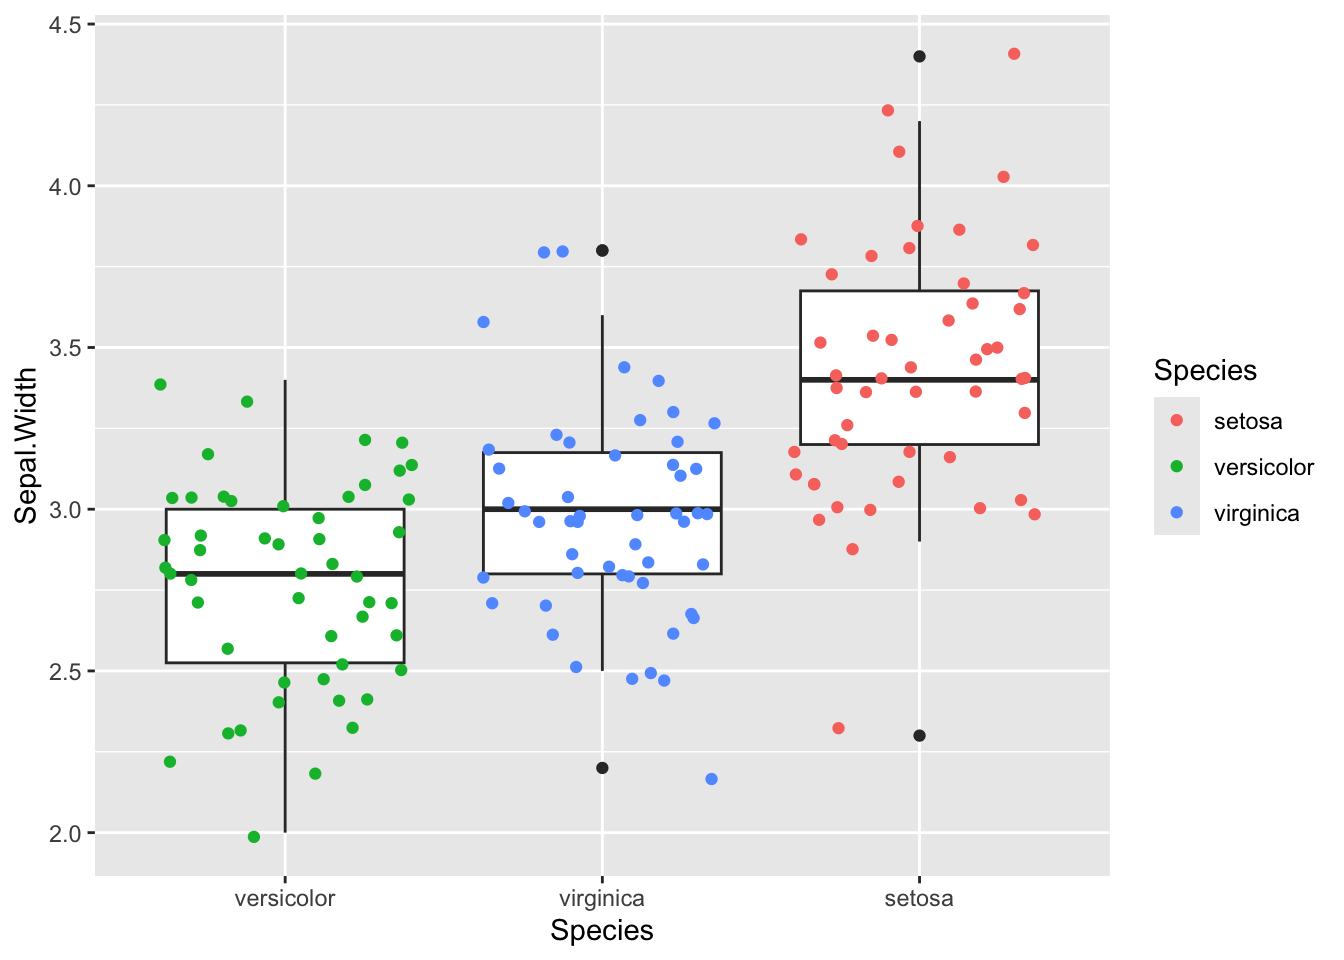 4.5
4.0
3.5
3.0
2.5
2.0
Sepal.Width
versicolor virginica setosa
Species
Species
setosa
versicolor
virginica